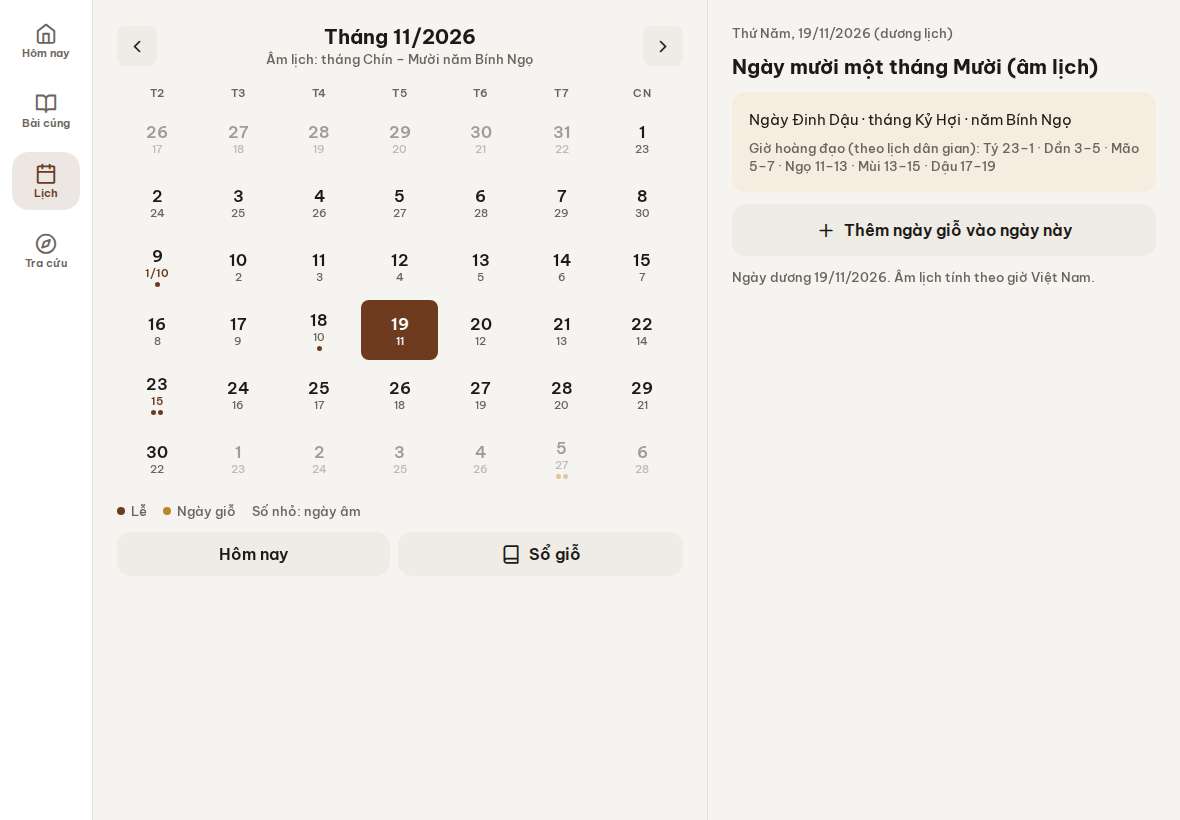 Hôm nay
Bài cúng
Lịch
Tra cứu
Tháng 11/2026
Âm lịch: tháng Chín – Mười năm Bính Ngọ
T2 T3 T4 T5 T6 T7 CN
26 27 28 29 30 31 1
17 18 19 20 21 22 23
2 3 4 5 6 7 8
24 25 26 27 28 29 30
9 10 11 12 13 14 15
1/10 2 3 4 5 6 7
16 17 18 19 20 21 22
8 9 10 11 12 13 14
23 24 25 26 27 28 29
15 16 17 18 19 20 21
30 1 2 3 4 5 6
22 23 24 25 26 27 28
Lễ Ngày giỗ Số nhỏ: ngày âm
Hôm nay Sổ giỗ
Thứ Năm, 19/11/2026 (dương lịch)
Ngày mười một tháng Mười (âm lịch)
Ngày Đinh Dậu · tháng Kỷ Hợi · năm Bính Ngọ
Giờ hoàng đạo (theo lịch dân gian): Tý 23–1 · Dần 3–5 · Mão
5–7 · Ngọ 11–13 · Mùi 13–15 · Dậu 17–19
Thêm ngày giỗ vào ngày này
Ngày dương 19/11/2026. Âm lịch tính theo giờ Việt Nam.